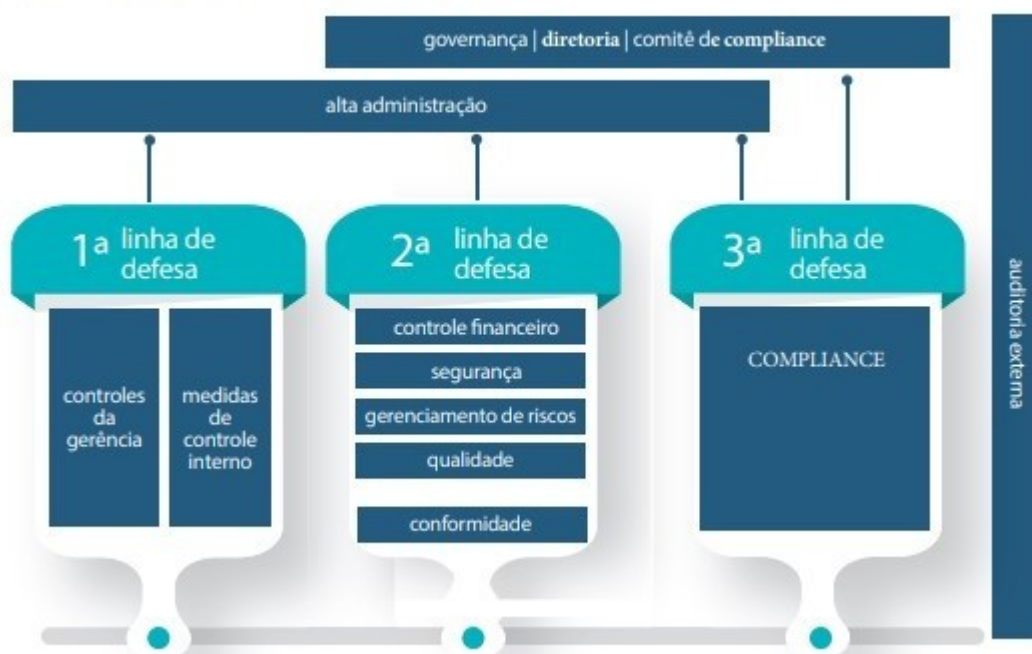 governança | diretoria | comitê de compliance
alta administração
1ª linha de
defesa
2ª linha de
defesa
3ª linha de
defesa
controles
da
gerência
medidas
de
controle
interno
controle financeiro
segurança
gerenciamento de riscos
qualidade
conformidade
COMPLIANCE
auditoria externa